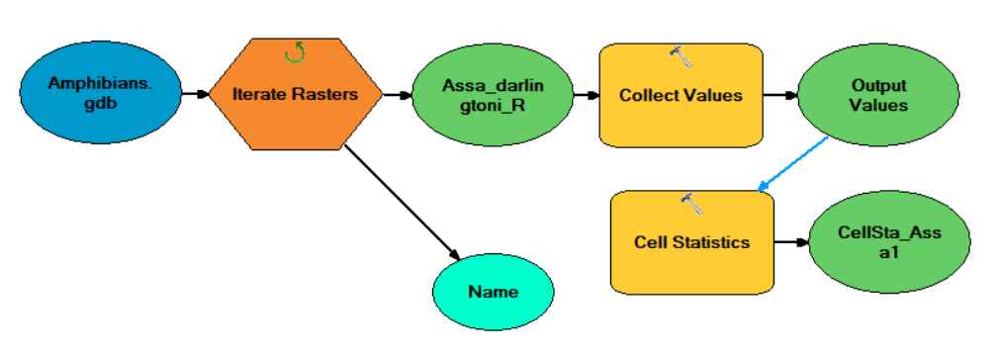 Amphibians.
gdb
Iterate Rasters
Assa_darlin
gtoni_R
Collect Values
Output
Values
Cell Statistics
CellSta_Ass
a1
Name